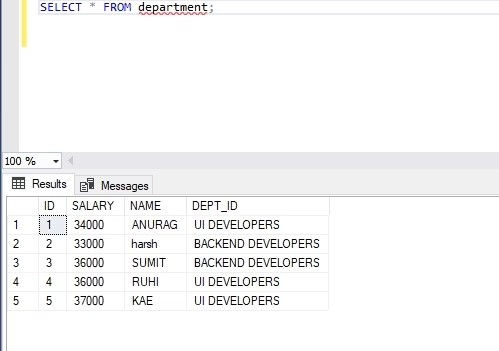 SELECT * FROM department;
100 %
Results Messages
ID SALARY NAME DEPT_ID
1 1 34000 ANURAG UI DEVELOPERS
2 2 33000 harsh BACKEND DEVELOPERS
3 3 36000 SUMIT BACKEND DEVELOPERS
4 4 36000 RUHI UI DEVELOPERS
5 5 37000 KAE UI DEVELOPERS